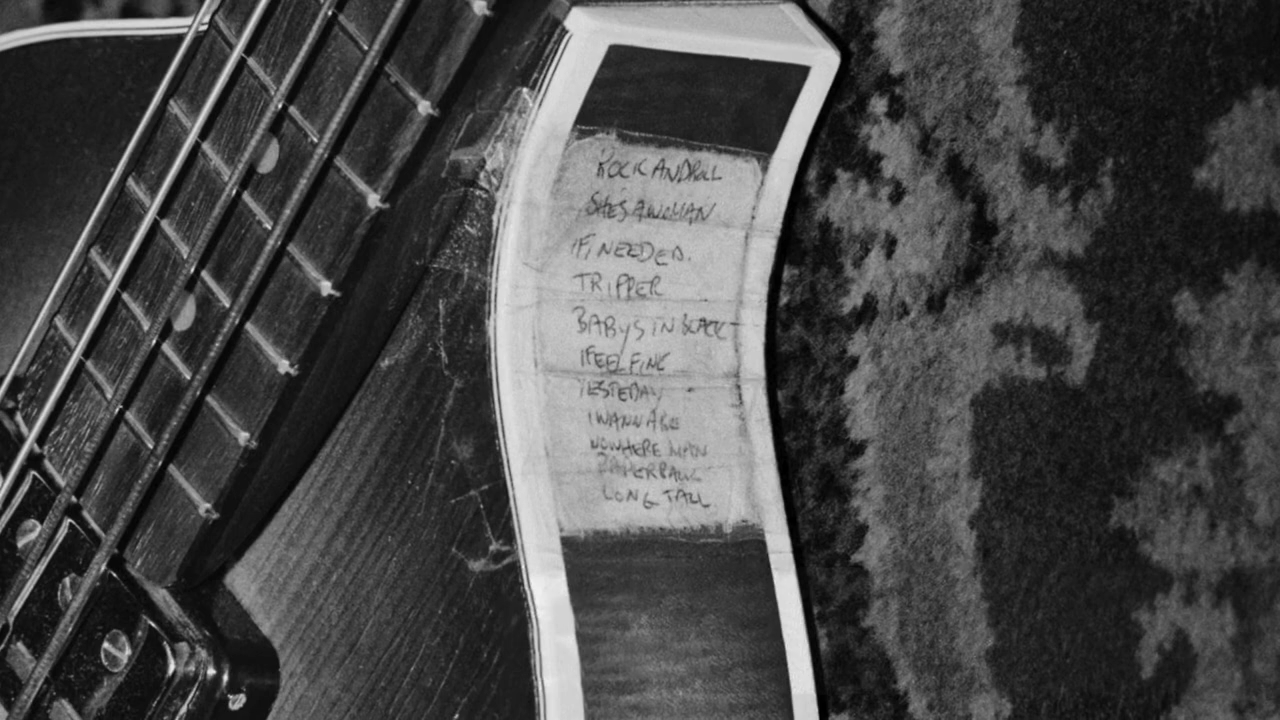 ROCK AND ROLL
SHES A WOMAN
IF I NEEDED.
TRIPPER
BABYS IN BLACK
I FEEL FINE
YESTERDAY
I WANNA BE
NOWHERE MAN
PAPERBACK
LONG TALL